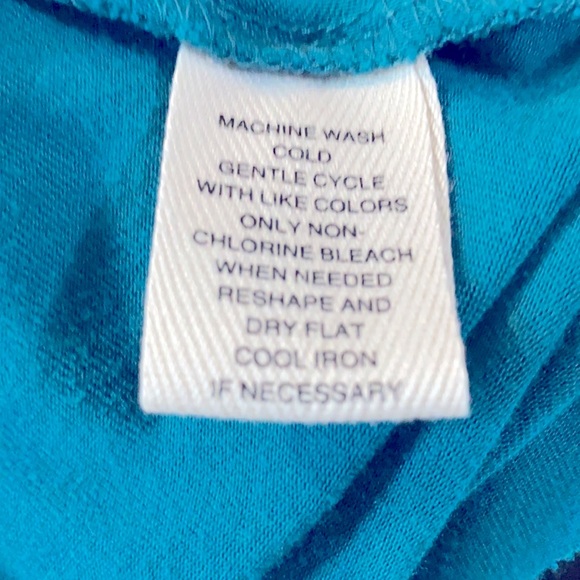 MACHINE WASH
COLD
GENTLE CYCLE
WITH LIKE COLORS
ONLY NON-
CHLORINE BLEACH
WHEN NEEDED
RESHAPE AND
DRY FLAT
COOL IRON
IF NECESSARY